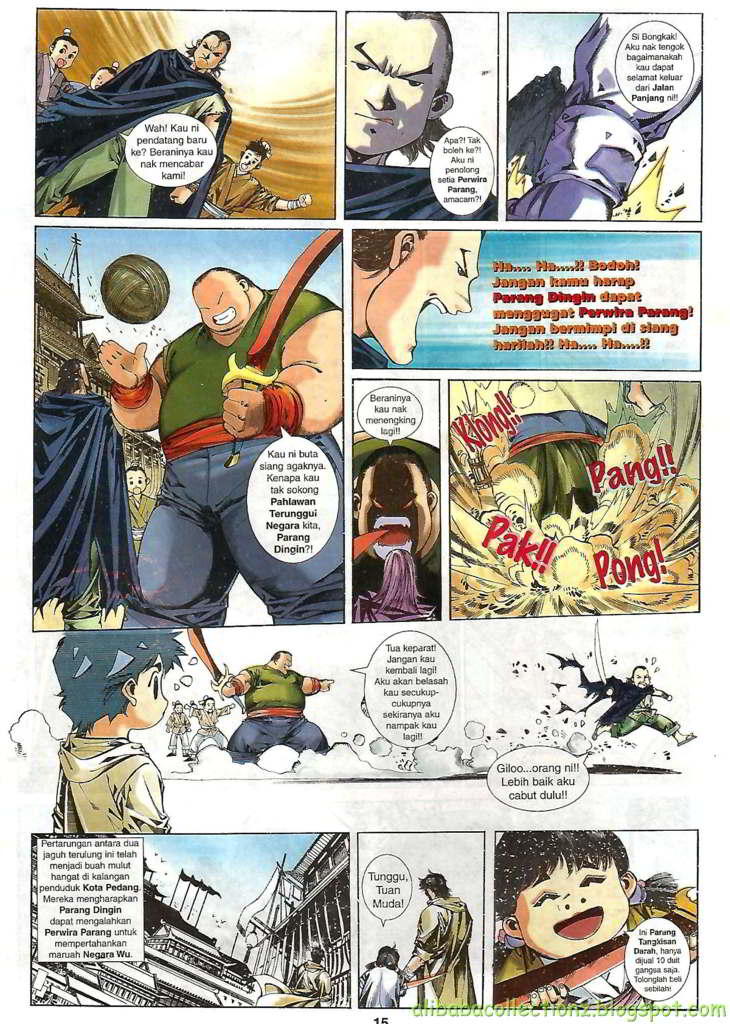 Wah! Kau ni
pendatang baru
ke? Beraninya kau
nak mencabar
kami!
Apa?! Tak
boleh ke?!
Aku ni
penolong
setia Perwira
Parang,
amacam?!
Si Bongkak!
Aku nak tengok
bagaimanakah
kau dapat
selamat keluar
dari Jalan
Panjang ni!!
Kau ni buta
siang agaknya.
Kenapa kau
tak sokong
Pahlawan
Terunggui
Negara kita,
Parang
Dingin?!
Ha.... Ha....!! Bodoh!
Jangan kamu harap
Parang Dingin dapat
menggugat Perwira Parang!
Jangan bermimpi di siang
harilah!! Ha.... Ha....!!
Beraninya
kau nak
menengking
lagi!!
Klong!!
Pang!!
Pak!!
Pong!
Tua keparat!
Jangan kau
kembali lagi!
Aku akan belasah
kau secukup-
cukupnya
sekiranya aku
nampak kau
lagi!!
Giloo...orang ni!!
Lebih baik aku
cabut dulu!!
Pertarungan antara dua
jaguh terulung ini telah
menjadi buah mulut
hangat di kalangan
penduduk Kota Pedang.
Mereka mengharapkan
Parang Dingin
dapat mengalahkan
Perwira Parang untuk
mempertahankan
maruah Negara Wu.
Tunggu,
Tuan
Muda!
Ini Parang
Tangkisan
Darah, hanya
dijual 10 duit
gangsa saja.
Tolonglah beli
sebilah!
15
alibabacollection2.blogspot.com